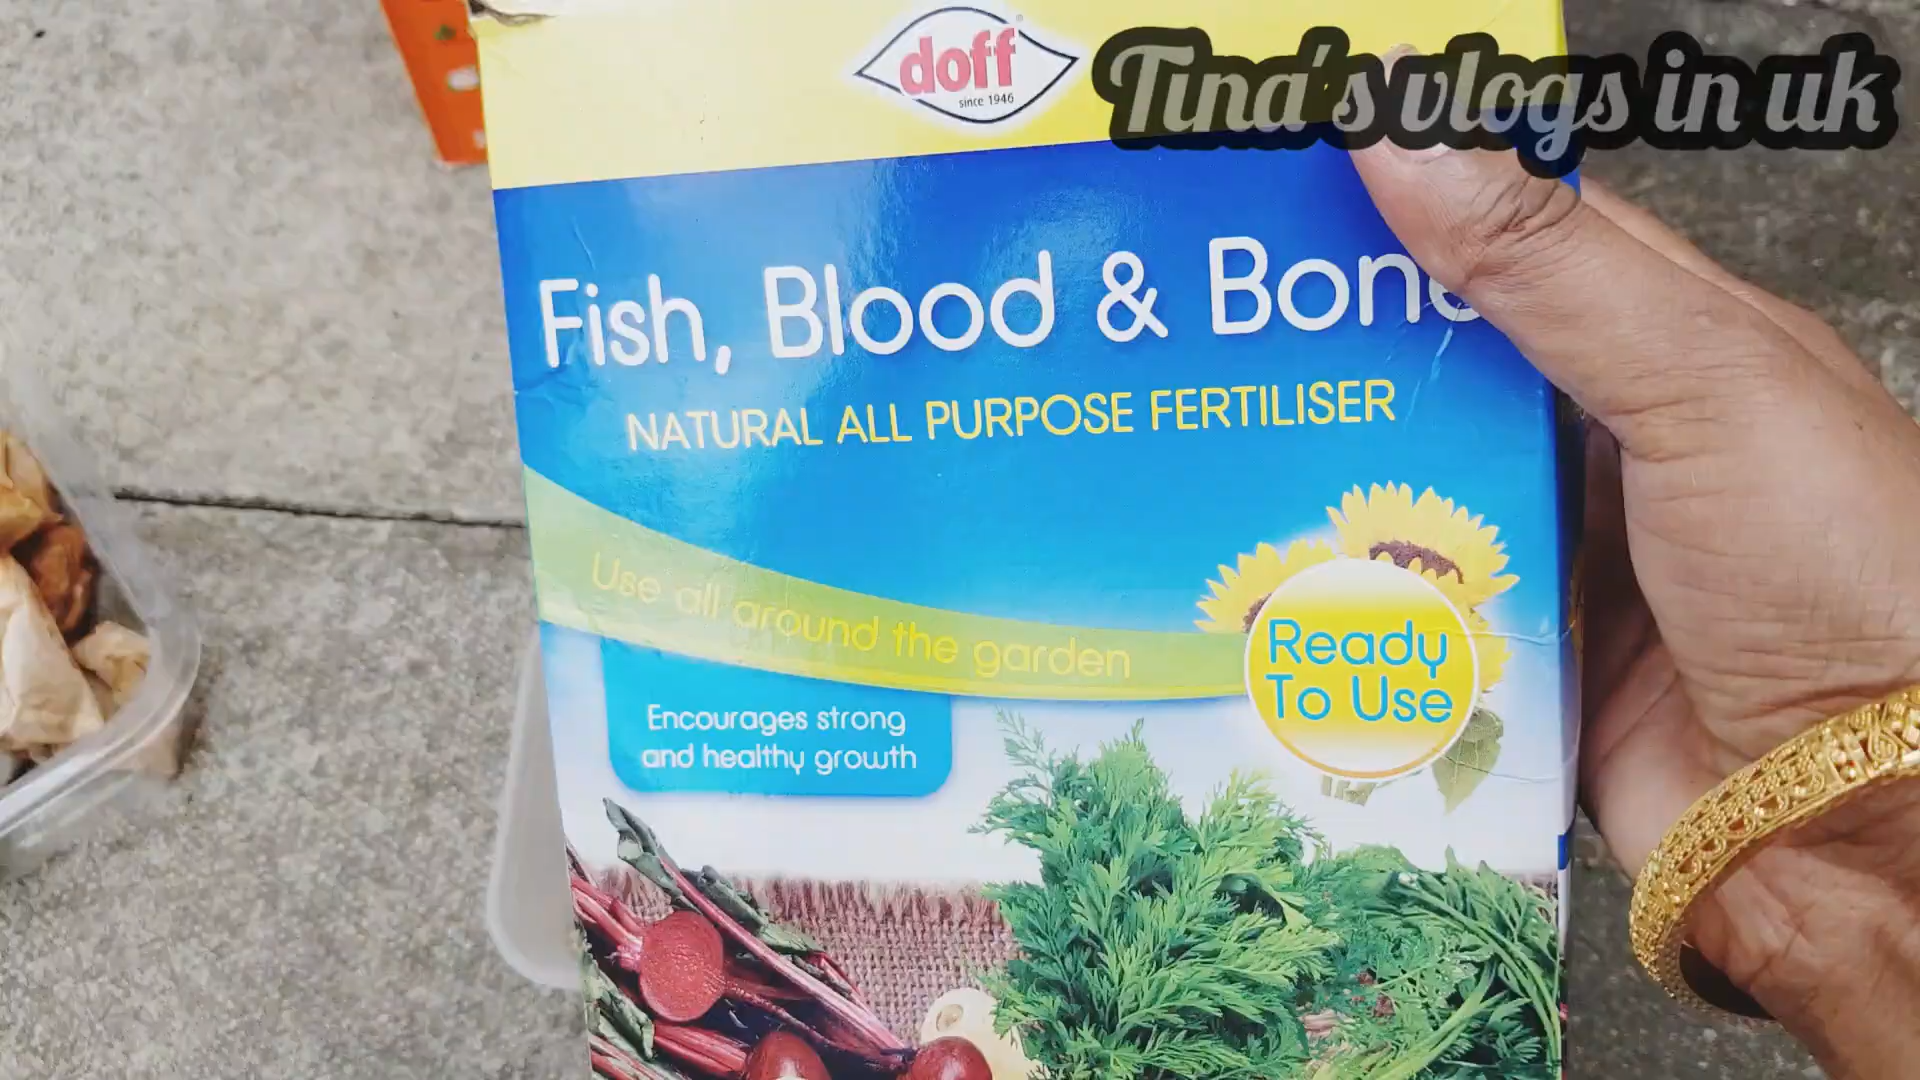 doff
®
since 1946
Tina's vlogs in uk
Fish, Blood & Bone
NATURAL ALL PURPOSE FERTILISER
Use all around the garden
Ready
To Use
Encourages strong
and healthy growth